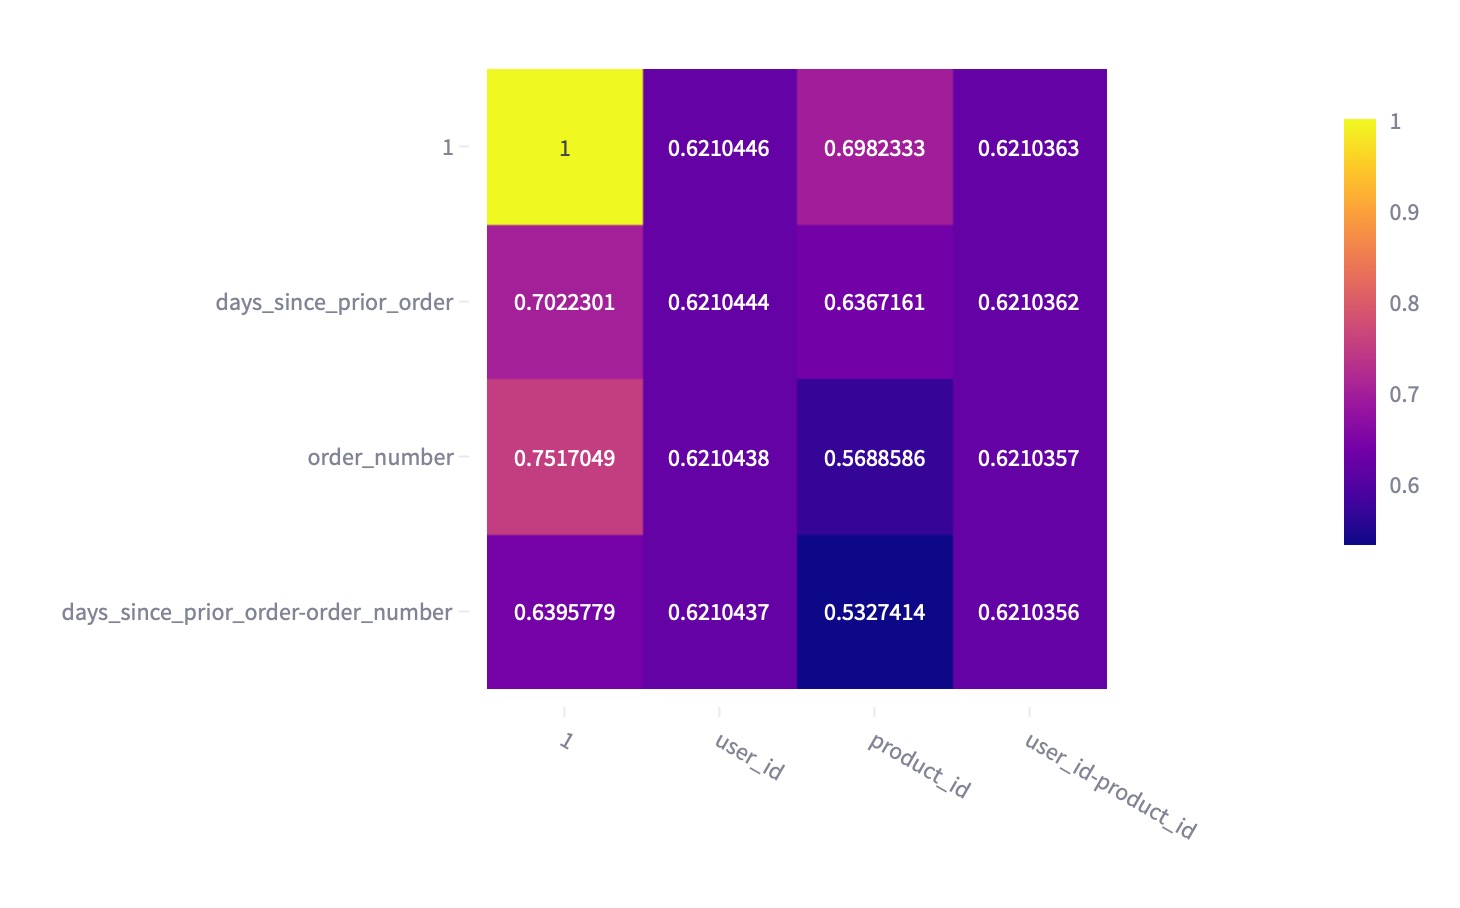 1 1 0.6210446 0.6982333 0.6210363
days_since_prior_order 0.7022301 0.6210444 0.6367161 0.6210362
order_number 0.7517049 0.6210438 0.5688586 0.6210357
days_since_prior_order-order_number 0.6395779 0.6210437 0.5327414 0.6210356
1 user_id product_id user_id-product_id
1
0.9
0.8
0.7
0.6